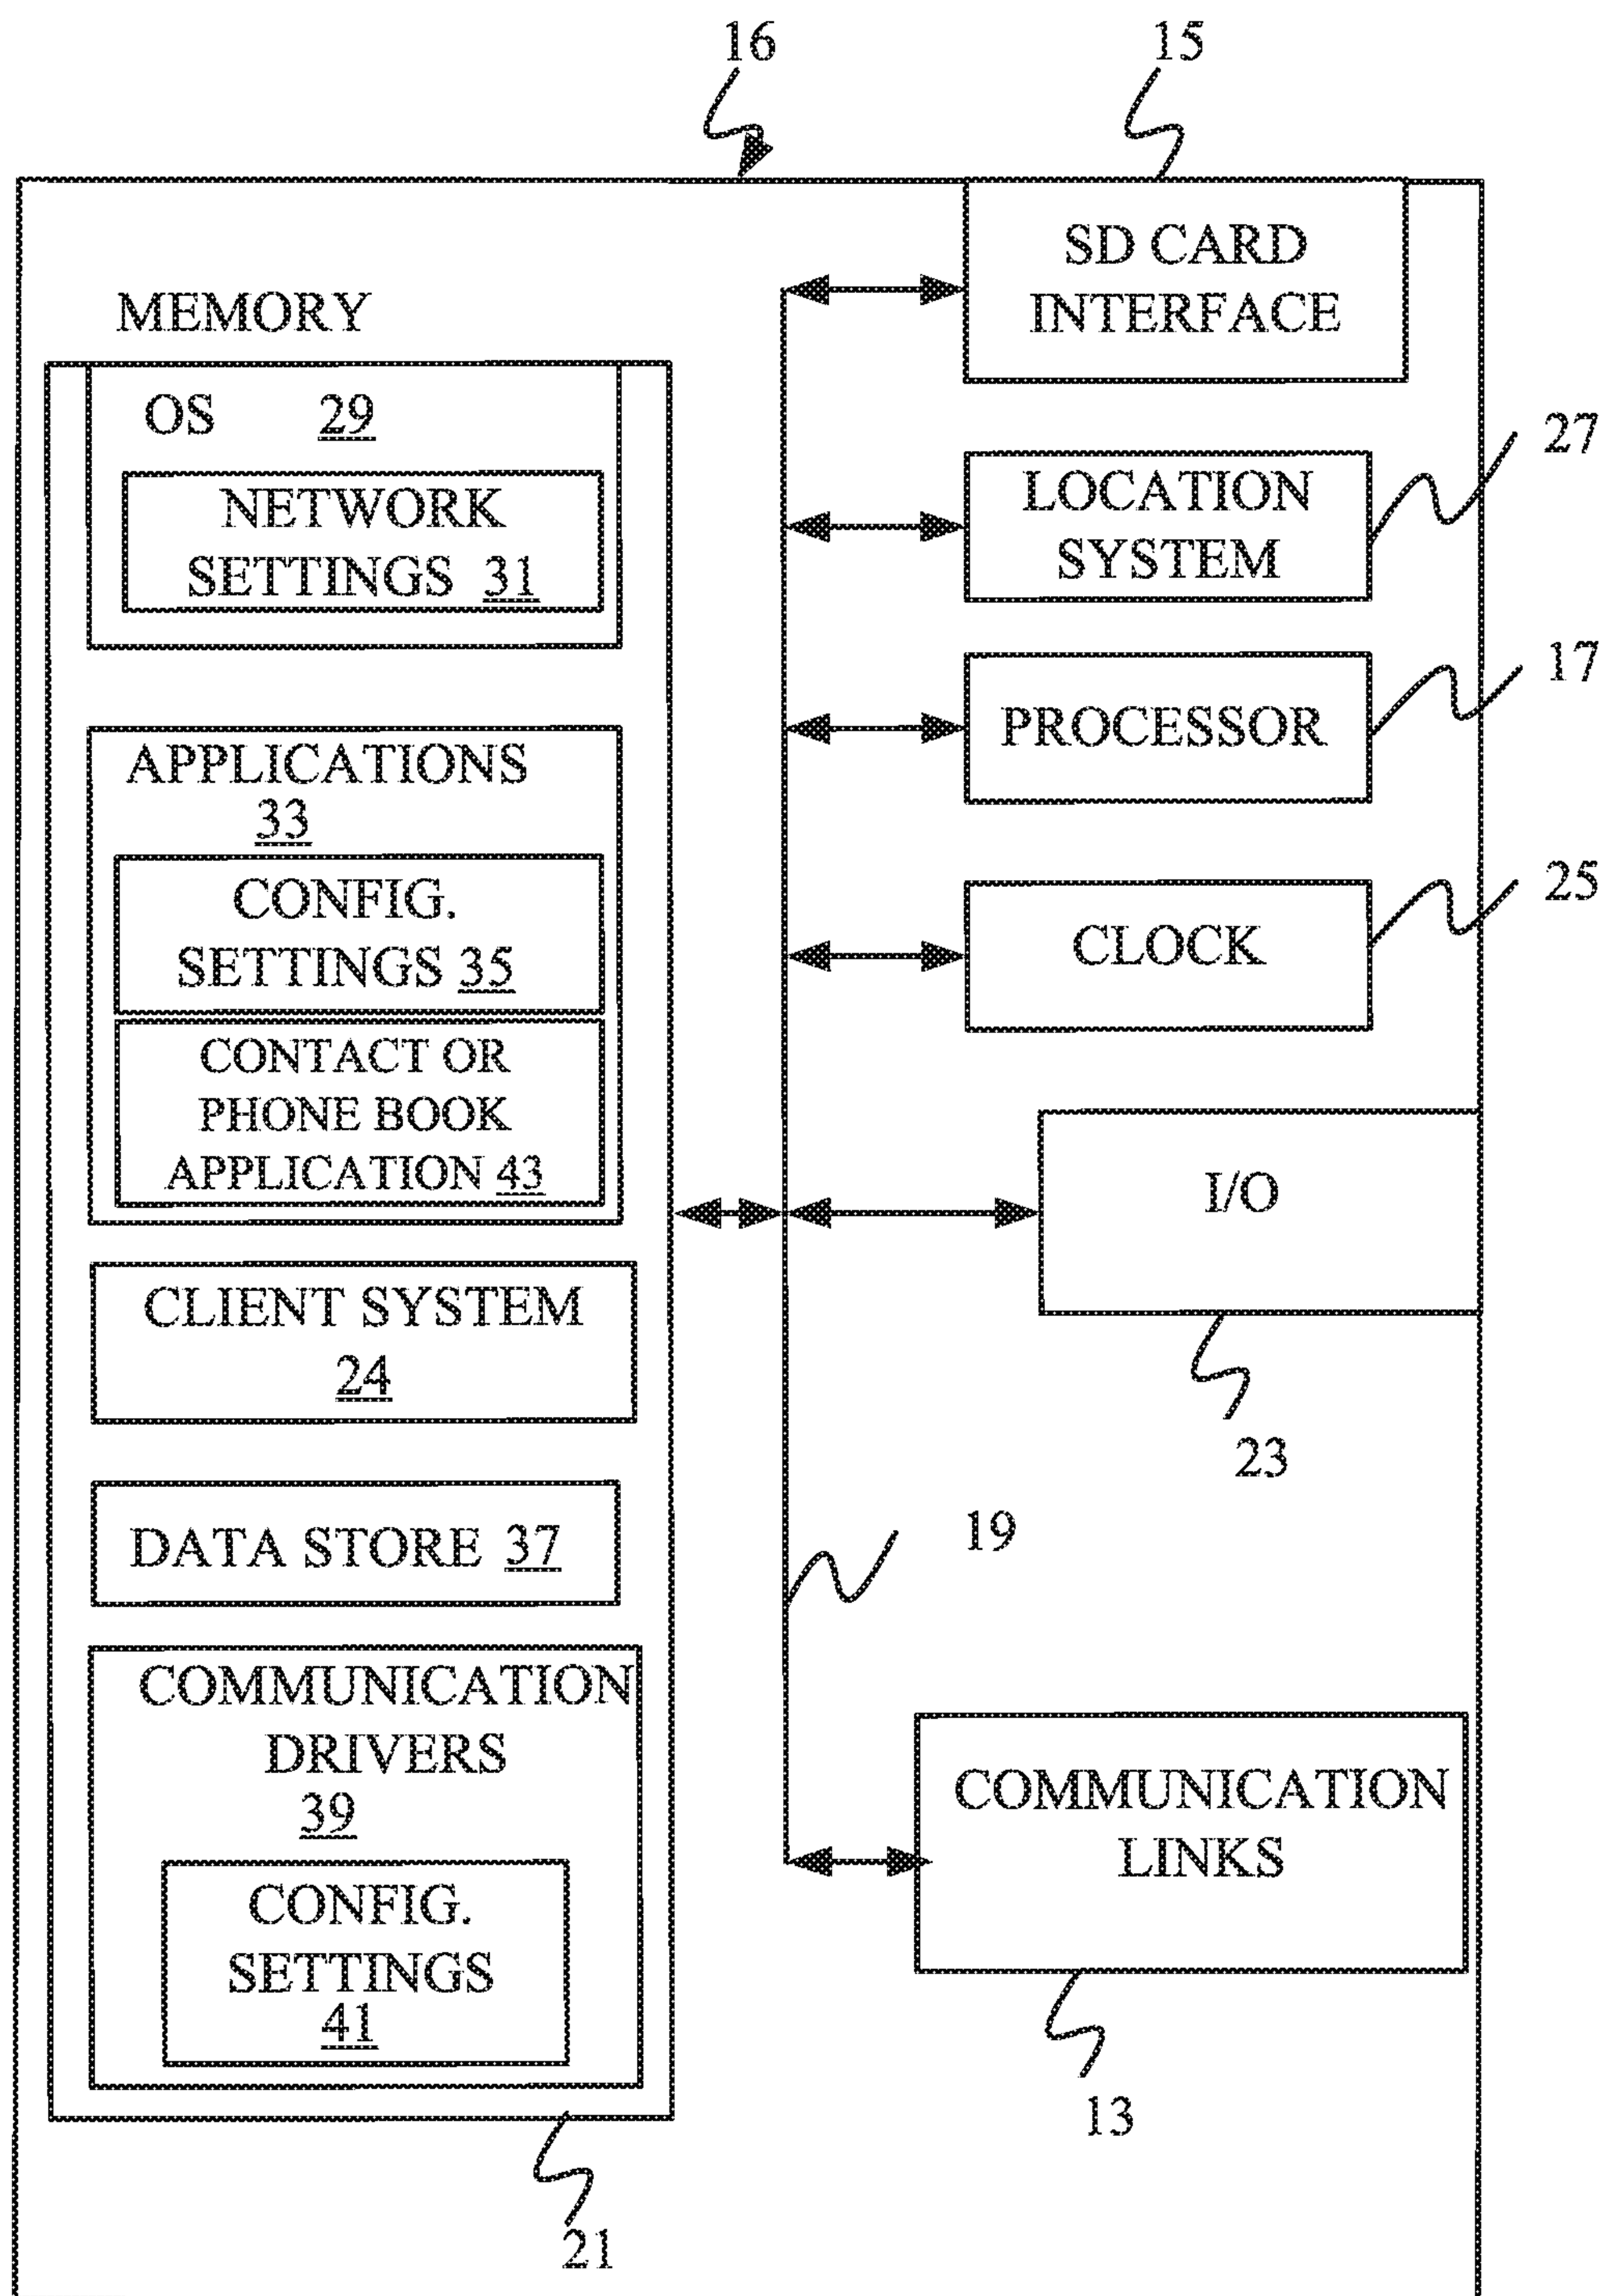 16
15
SD CARD
INTERFACE
MEMORY
OS 29
NETWORK
SETTINGS 31
27
LOCATION
SYSTEM
17
PROCESSOR
APPLICATIONS
33
CONFIG.
SETTINGS 35
25
CLOCK
CONTACT OR
PHONE BOOK
APPLICATION 43
I/O
CLIENT SYSTEM
24
23
19
DATA STORE 37
COMMUNICATION
DRIVERS
39
CONFIG.
SETTINGS
41
COMMUNICATION
LINKS
13
21